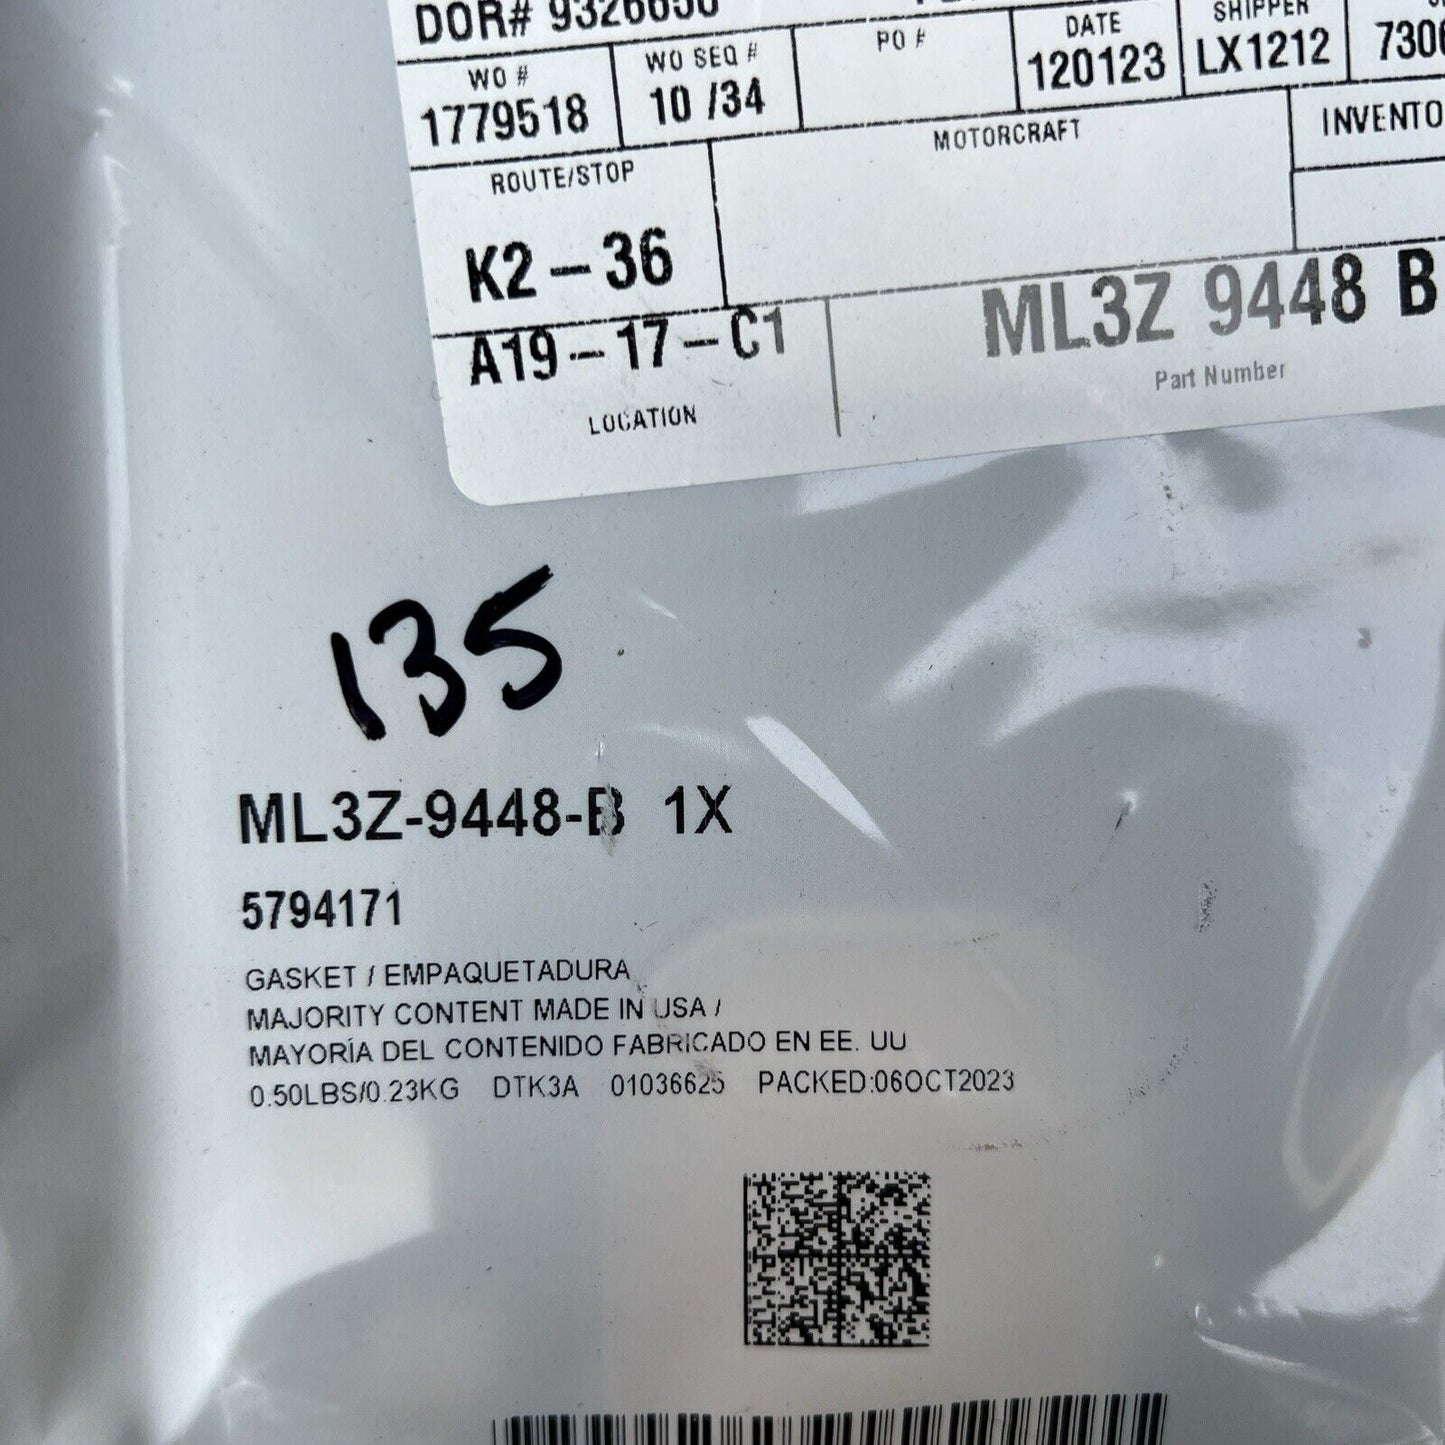 DOR# 9326650
WO #
1779518
WO SEQ #
10 /34
PO #
DATE
120123
SHIPPER
LX1212
ROUTE/STOP
K2-36
MOTORCRAFT
A19-17-C1
LOCATION
ML3Z 9448 B
Part Number
135
ML3Z-9448-B 1X
5794171
GASKET / EMPAQUETADURA
MAJORITY CONTENT MADE IN USA /
MAYORÍA DEL CONTENIDO FABRICADO EN EE. UU
0.50LBS/0.23KG DTK3A 01036625 PACKED:06OCT2023